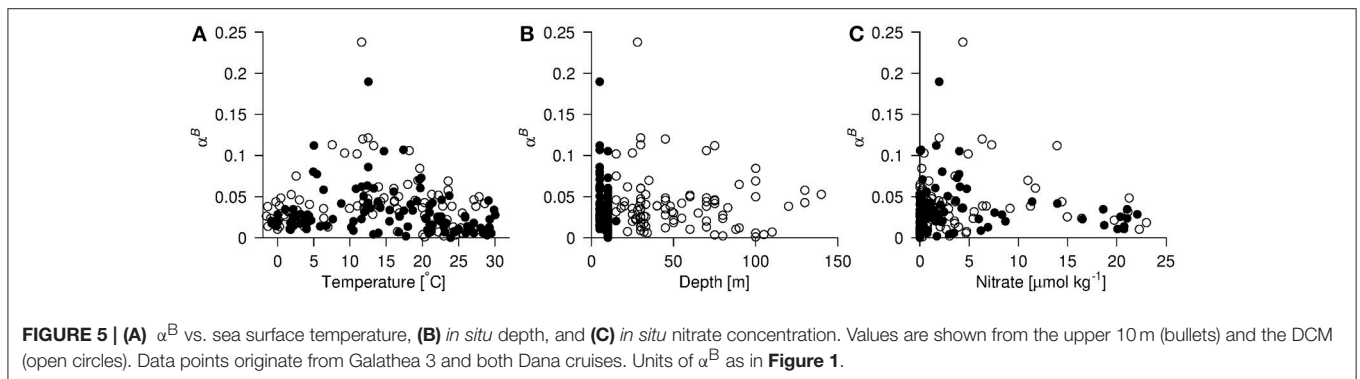 A
0.25
0.2
0.15
0.1
0.05
0
αᴮ
0 5 10 15 20 25 30
Temperature [°C]
B
0.25
0.2
0.15
0.1
0.05
0
αᴮ
0 50 100 150
Depth [m]
C
0.25
0.2
0.15
0.1
0.05
0
αᴮ
0 5 10 15 20 25
Nitrate [μmol kg⁻¹]
FIGURE 5 | (A) αᴮ vs. sea surface temperature, (B) in situ depth, and (C) in situ nitrate concentration. Values are shown from the upper 10 m (bullets) and the DCM
(open circles). Data points originate from Galathea 3 and both Dana cruises. Units of αᴮ as in Figure 1.